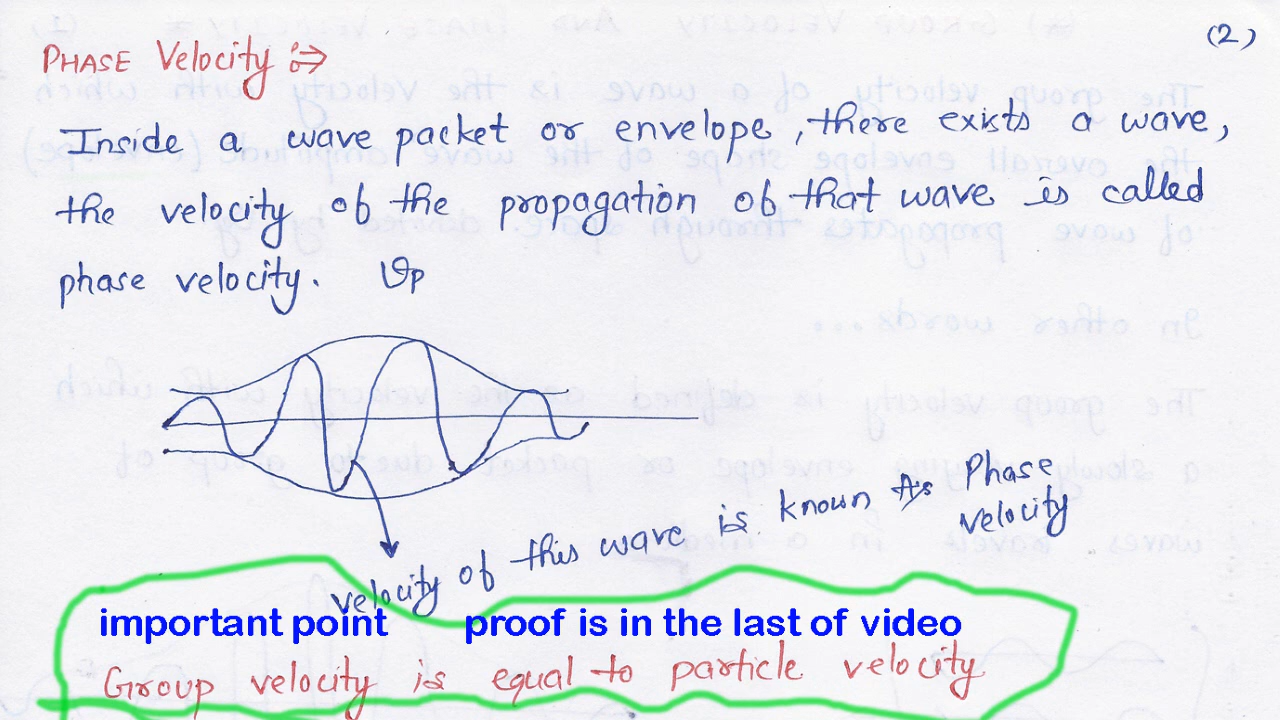 (2)
PHASE Velocity :⇒
Inside a wave packet or envelope, there exists a wave,
the velocity of the propagation of that wave is called
phase velocity. Vp
velocity of this wave is known As Phase
velocity
important point proof is in the last of video
Group velocity is equal to particle velocity